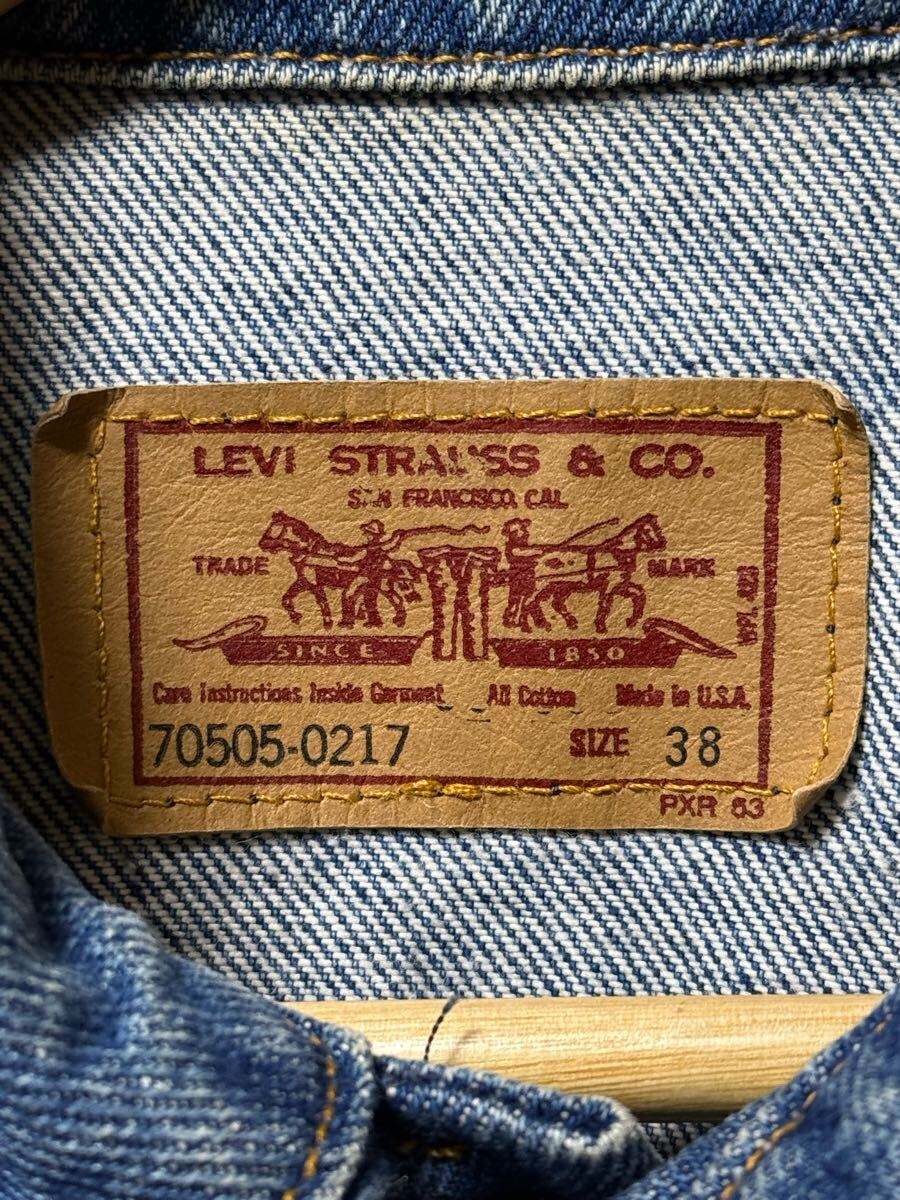 LEVI STRAUSS & CO.
SAN FRANCISCO, CAL
TRADE MARK
SINCE 1850
Care Instructions Inside Garment All Cotton Made in U.S.A.
70505-0217 SIZE 38
PXR 53